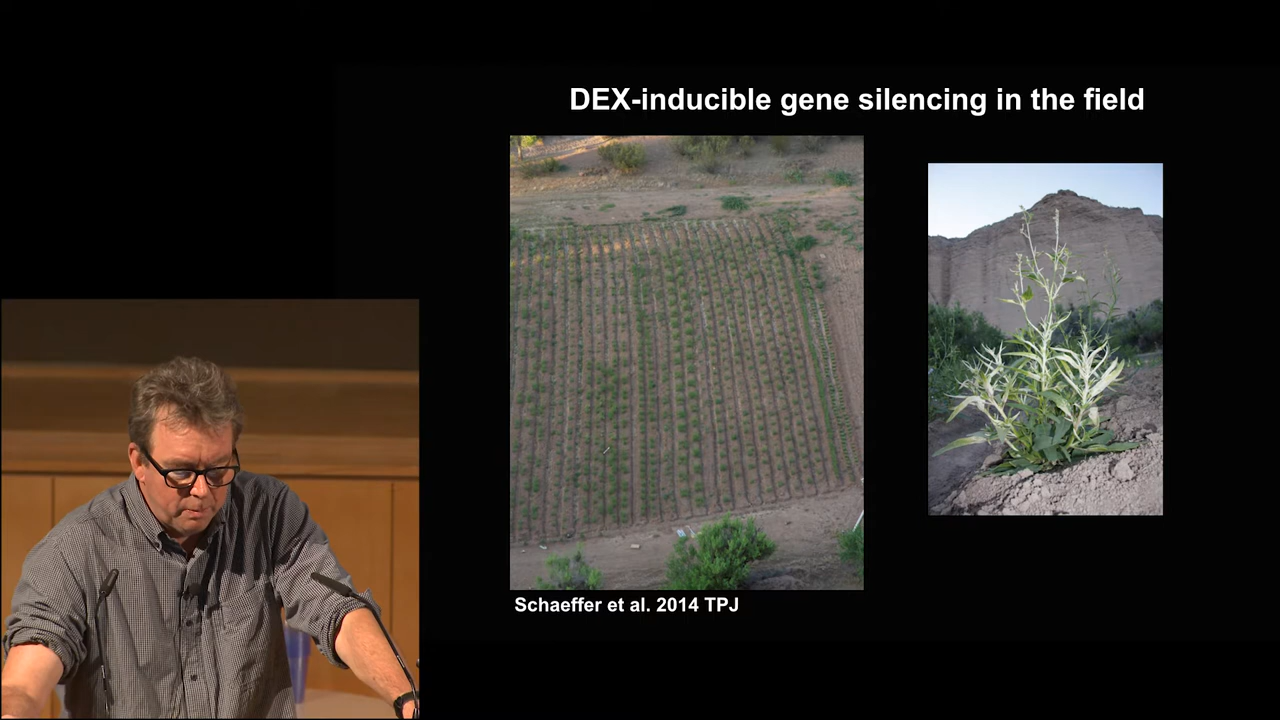 DEX-inducible gene silencing in the field
Schaeffer et al. 2014 TPJ